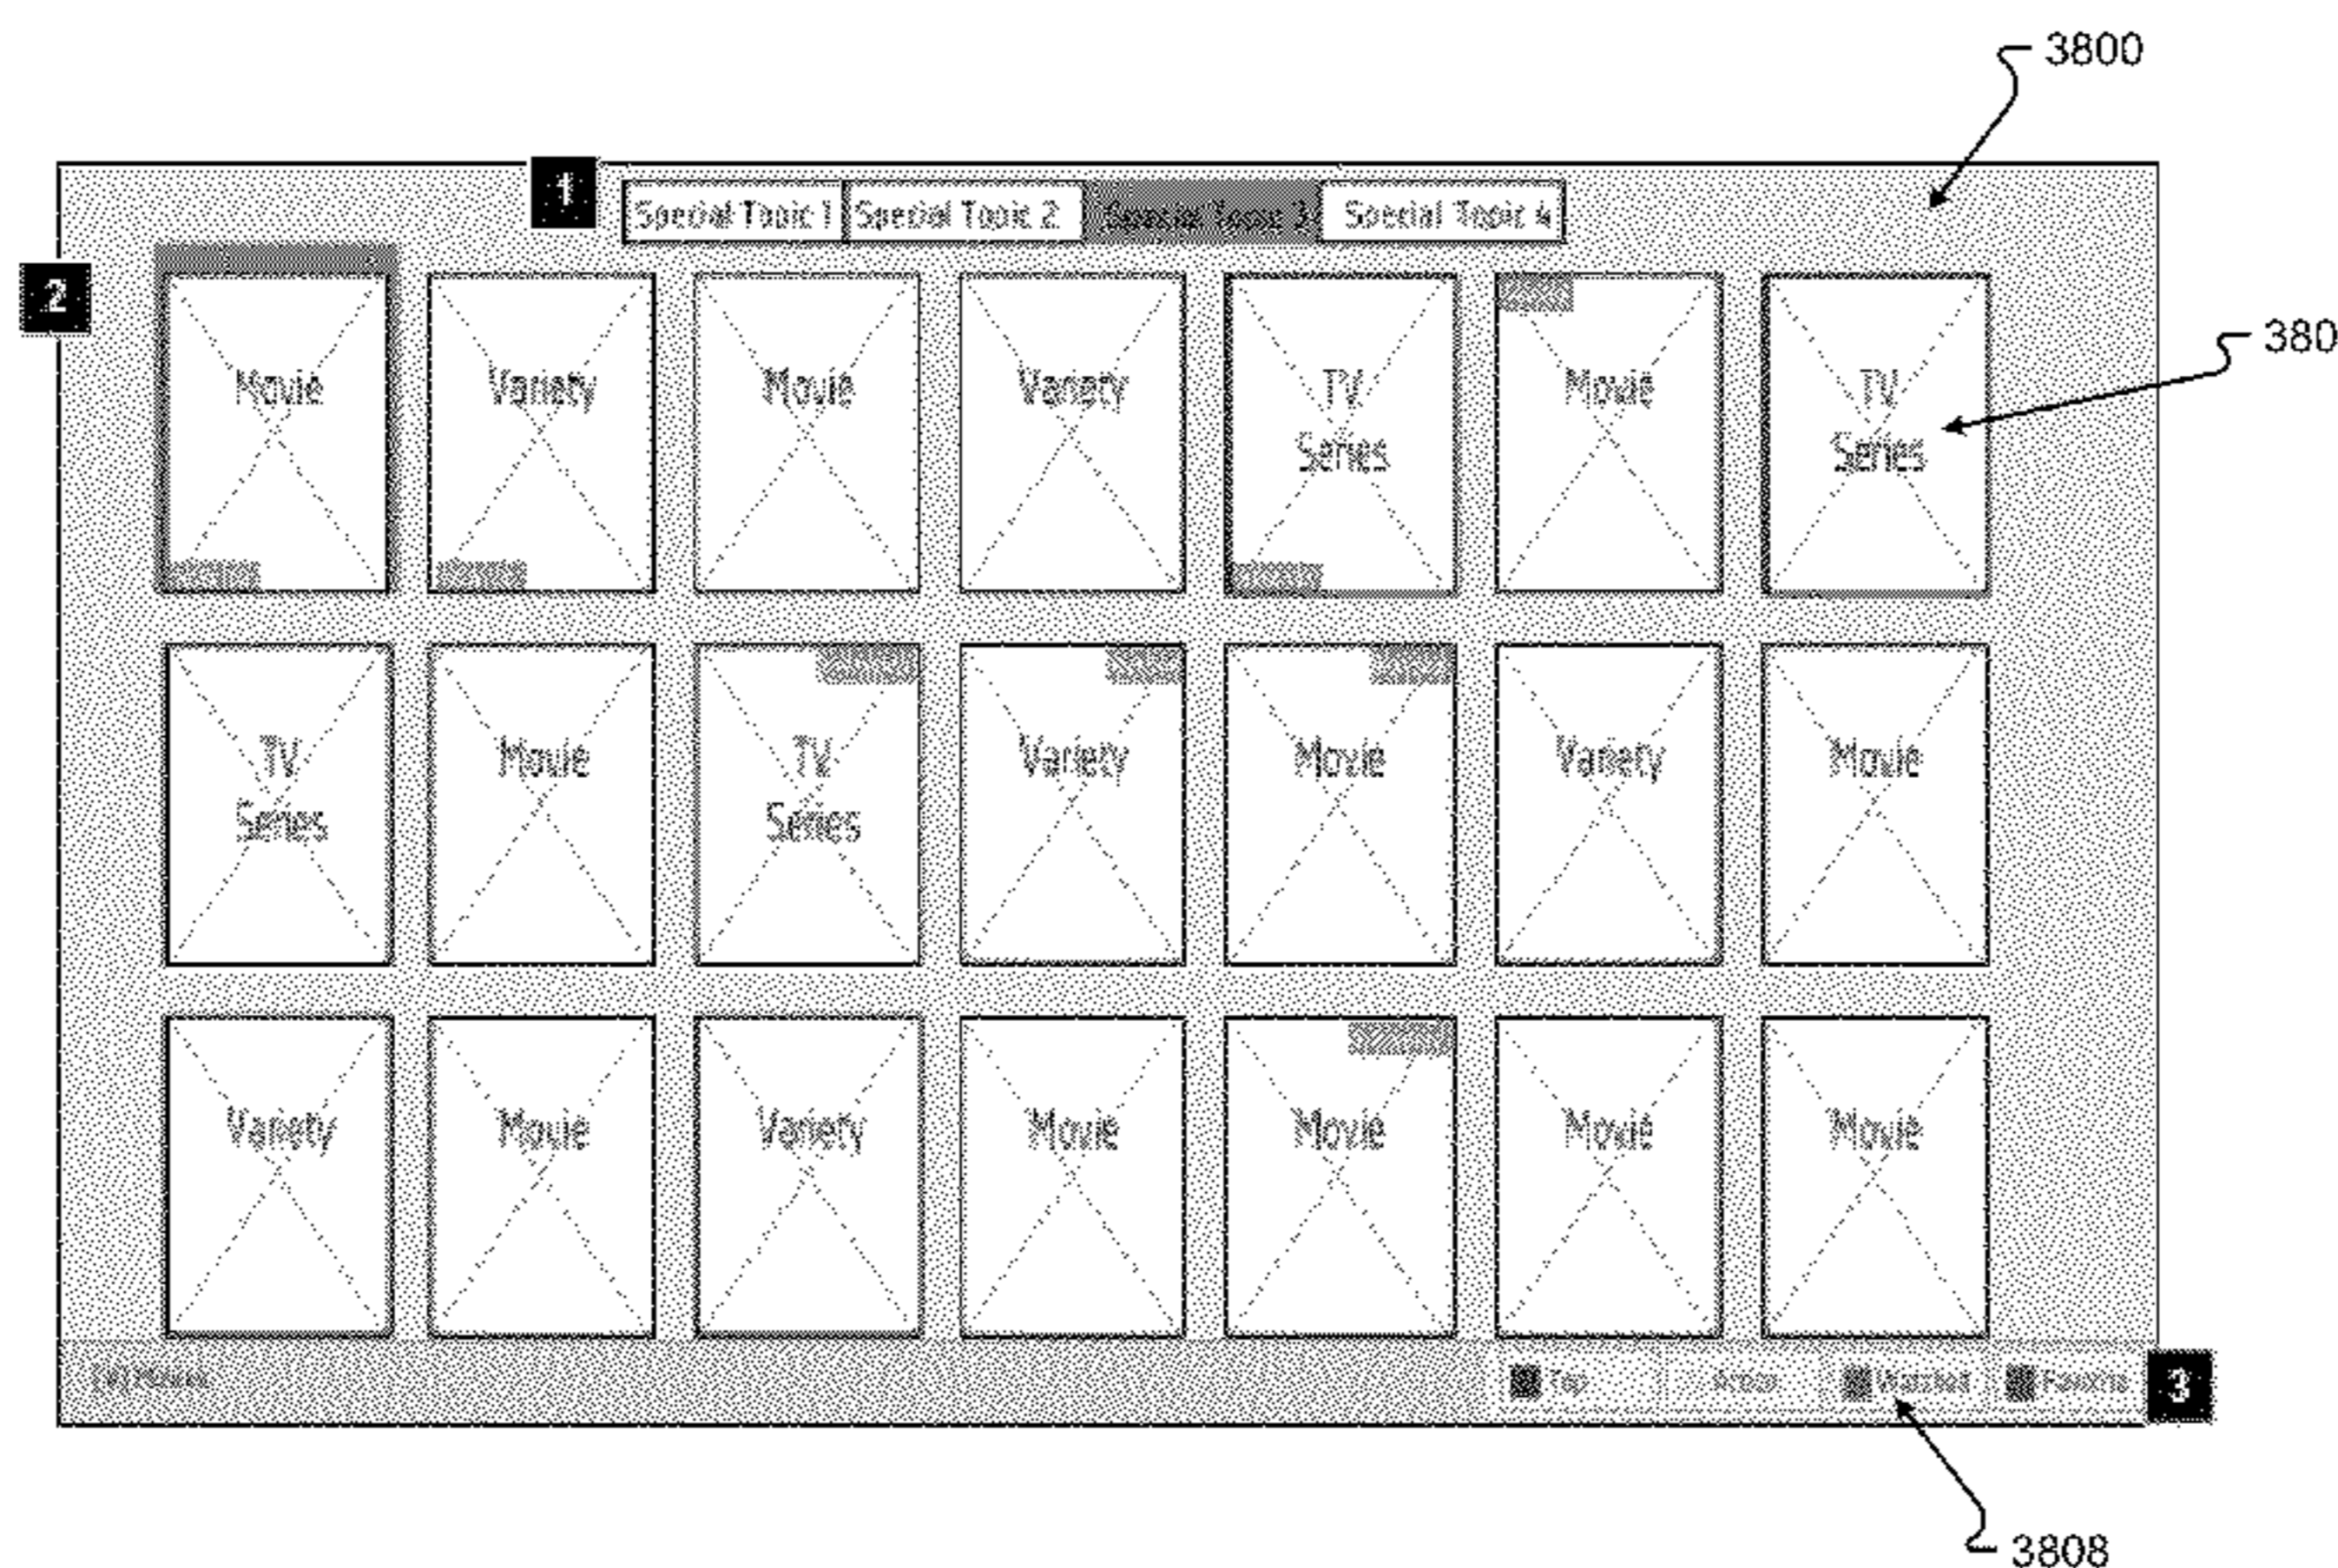 3800
1
Special Topic 1 Special Topic 2 Special Topic 3 Special Topic 4
2
380
Movie Variety Movie Variety TV Series Movie TV Series
TV Series Movie TV Series Variety Movie Variety Movie
Variety Movie Variety Movie Movie Movie Movie
Top Watched Favorite
3
3808